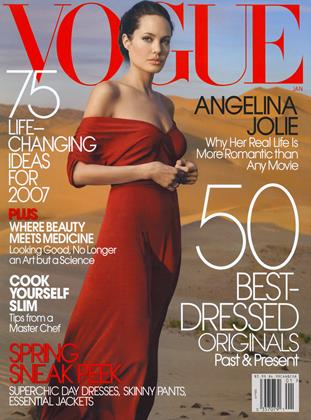 VOGUE
JAN
75
LIFE–
CHANGING
IDEAS
FOR
2007
PLUS
WHERE BEAUTY
MEETS MEDICINE
Looking Good, No Longer
an Art but a Science
COOK
YOURSELF
SLIM
Tips from a
Master Chef
SPRING
SNEAK PEEK
SUPERCHIC DAY DRESSES, SKINNY PANTS,
ESSENTIAL JACKETS
ANGELINA
JOLIE
Why Her Real Life Is
More Romantic than
Any Movie
50
BEST-
DRESSED
ORIGINALS
Past & Present